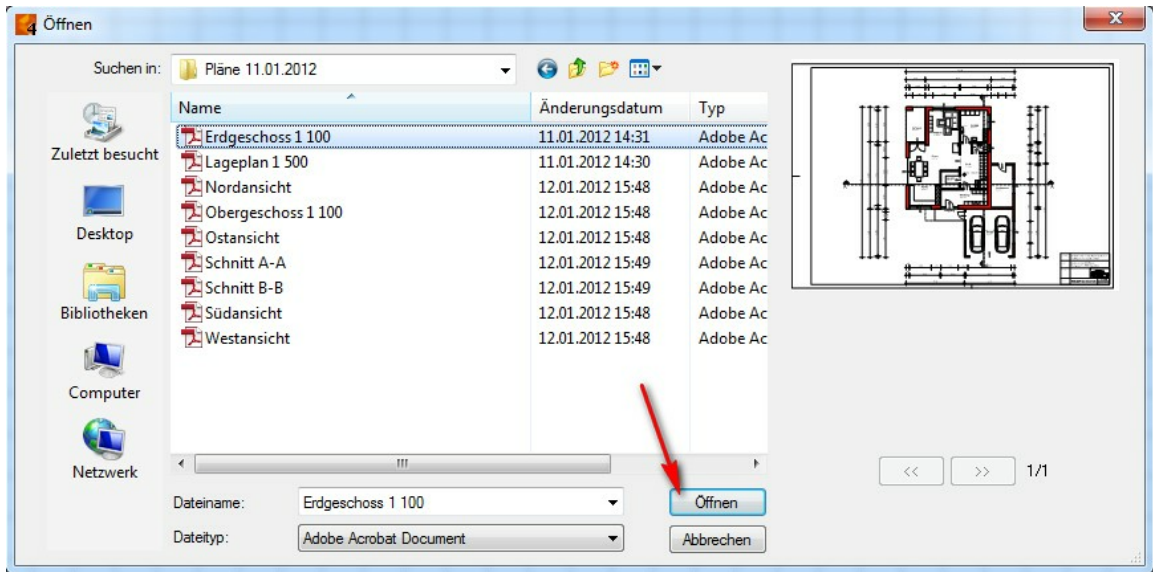 4 Öffnen
Suchen in: Pläne 11.01.2012
Name Änderungsdatum Typ
Erdgeschoss 1 100 11.01.2012 14:31 Adobe Ac
Lageplan 1 500 11.01.2012 14:30 Adobe Ac
Nordansicht 12.01.2012 15:48 Adobe Ac
Obergeschoss 1 100 12.01.2012 15:48 Adobe Ac
Ostansicht 12.01.2012 15:48 Adobe Ac
Schnitt A-A 12.01.2012 15:49 Adobe Ac
Schnitt B-B 12.01.2012 15:49 Adobe Ac
Südansicht 12.01.2012 15:48 Adobe Ac
Westansicht 12.01.2012 15:48 Adobe Ac
Zuletzt besucht
Desktop
Bibliotheken
Computer
Netzwerk
<< >> 1/1
Dateiname: Erdgeschoss 1 100 Öffnen
Dateityp: Adobe Acrobat Document Abbrechen